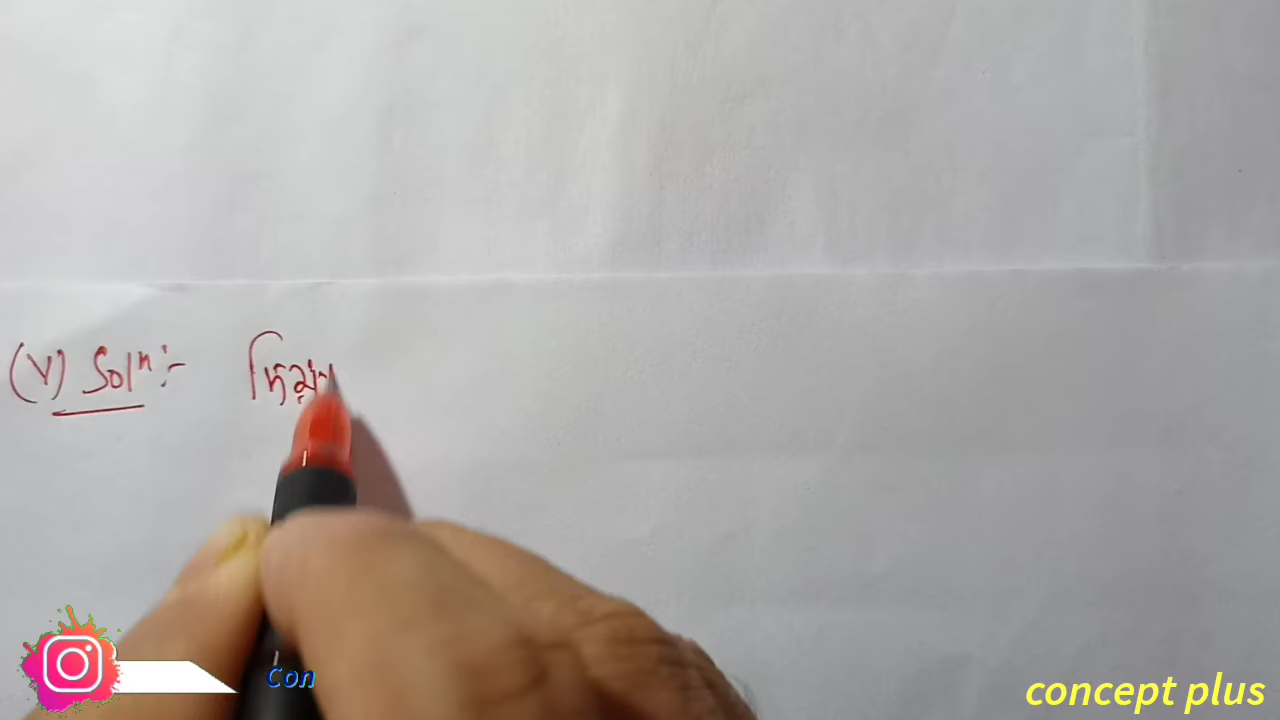 (v) Solⁿ :-
Con
concept plus